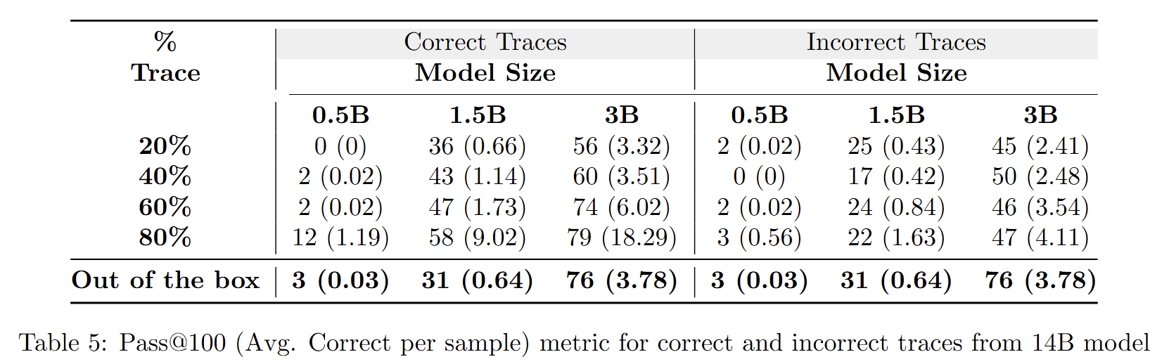 % Correct Traces Incorrect Traces
Trace Model Size Model Size
0.5B 1.5B 3B 0.5B 1.5B 3B
20% 0 (0) 36 (0.66) 56 (3.32) 2 (0.02) 25 (0.43) 45 (2.41)
40% 2 (0.02) 43 (1.14) 60 (3.51) 0 (0) 17 (0.42) 50 (2.48)
60% 2 (0.02) 47 (1.73) 74 (6.02) 2 (0.02) 24 (0.84) 46 (3.54)
80% 12 (1.19) 58 (9.02) 79 (18.29) 3 (0.56) 22 (1.63) 47 (4.11)
Out of the box 3 (0.03) 31 (0.64) 76 (3.78) 3 (0.03) 31 (0.64) 76 (3.78)
Table 5: Pass@100 (Avg. Correct per sample) metric for correct and incorrect traces from 14B model